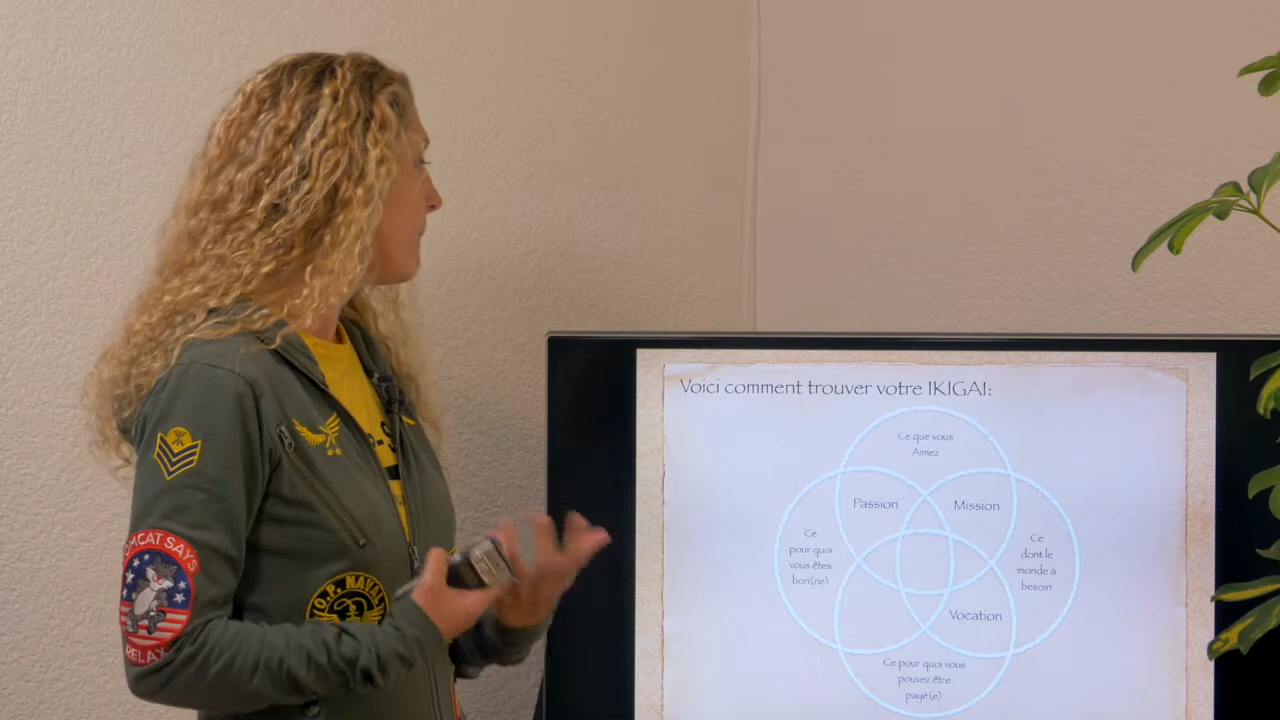 Voici comment trouver votre IKIGAI:
Ce que vous
Aimez
Passion
Mission
Ce
pour quoi
vous êtes
bon(ne)
Ce
dont le
monde à
besoin
Vocation
Ce pour quoi vous
pouvez être
payé(e)
TOMCAT SAYS
RELAX
O.P. NAVAL